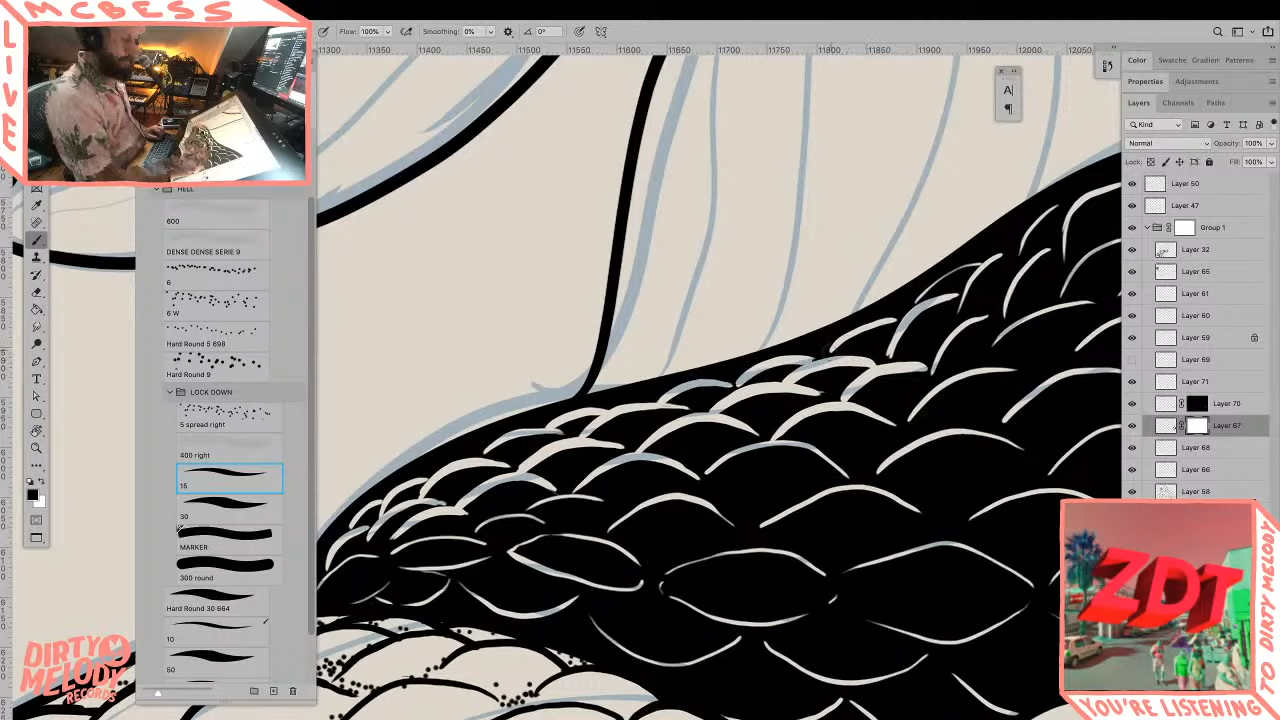 MCBESS
LIVE
Flow: 100%
Smoothing: 0%
0°
11300 11350 11400 11450 11500 11550 11600 11650 11700 11750 11800 11850 11900 11950 12000 12050
Color Swatche Gradien Patterns
Properties Adjustments
Layers Channels Paths
Kind
Normal Opacity: 100%
Lock: Fill: 100%
Layer 50
Layer 47
Group 1
Layer 32
Layer 65
Layer 61
Layer 60
Layer 59
Layer 69
Layer 71
Layer 70
Layer 67
Layer 68
Layer 66
Layer 58
A|
¶
HELL
600
DENSE DENSE SERIE 9
6
6 W
Hard Round 5 698
Hard Round 9
LOCK DOWN
5 spread right
400 right
15
30
MARKER
300 round
Hard Round 30 664
10
50
DIRTY
MELODY
RECORDS
ZDT
YOU'RE LISTENING
TO DIRTY MELODY